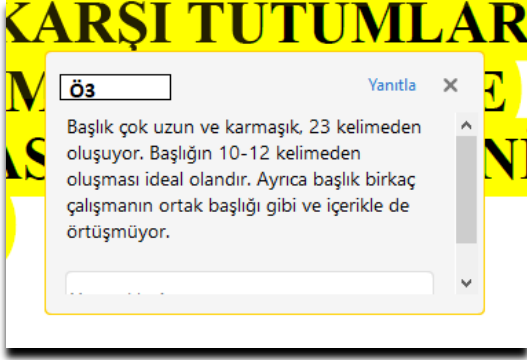 KARŞI TUTUMLAR
Ö3
Yanıtla
Başlık çok uzun ve karmaşık, 23 kelimeden
oluşuyor. Başlığın 10-12 kelimeden
oluşması ideal olandır. Ayrıca başlık birkaç
çalışmanın ortak başlığı gibi ve içerikle de
örtüşmüyor.